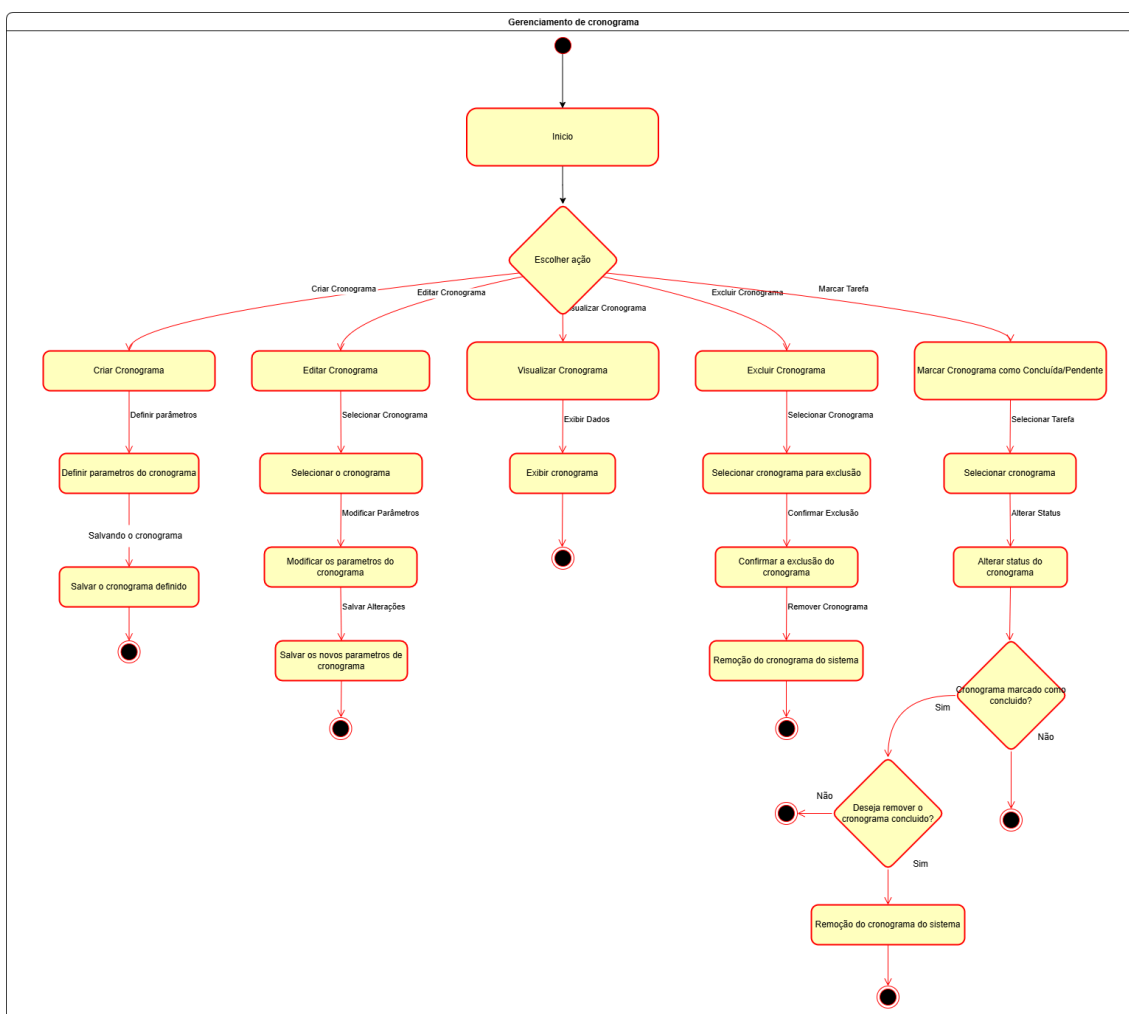 Gerenciamento de cronograma
Inicio
Escolher ação
Criar Cronograma
Editar Cronograma
isualizar Cronograma
Excluir Cronograma
Marcar Tarefa
Criar Cronograma
Editar Cronograma
Visualizar Cronograma
Excluir Cronograma
Marcar Cronograma como Concluída/Pendente
Definir parâmetros
Selecionar Cronograma
Exibir Dados
Selecionar Cronograma
Selecionar Tarefa
Definir parametros do cronograma
Selecionar o cronograma
Exibir cronograma
Selecionar cronograma para exclusão
Selecionar cronograma
Salvando o cronograma
Modificar Parâmetros
Confirmar Exclusão
Alterar Status
Salvar o cronograma definido
Modificar os parametros do
cronograma
Confirmar a exclusão do
cronograma
Alterar status do
cronograma
Salvar Alterações
Remover Cronograma
Salvar os novos parametros de
cronograma
Remoção do cronograma do sistema
Cronograma marcado como
concluido?
Sim
Não
Deseja remover o
cronograma concluido?
Não
Sim
Remoção do cronograma do sistema